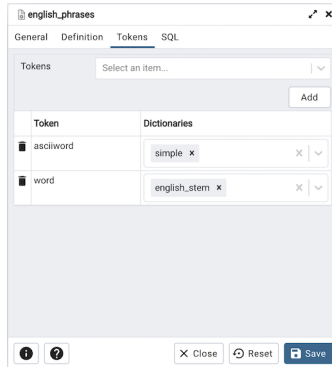 english_phrases
General Definition Tokens SQL
Tokens Select an item...
Add
Token Dictionaries
asciiword simple
word english_stem
Close Reset Save